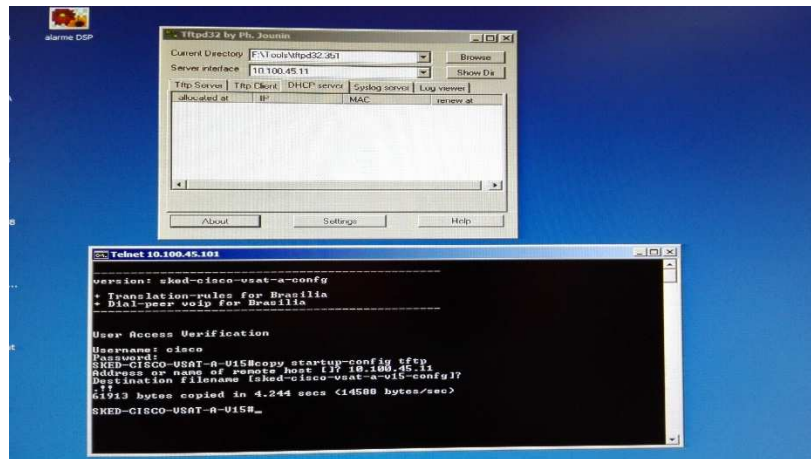 alarme DSP
Tftpd32 by Ph. Jounin
Current Directory F:\Tools\tftpd32.351 Browse
Server interface 10.100.45.11 Show Dir
Tftp Server Tftp Client DHCP server Syslog server Log viewer
allocated at IP MAC renew at
About Settings Help
Telnet 10.100.45.101
version: sked-cisco-vsat-a-confg
+ Translation-rules for Brasilia
+ Dial-peer voip for Brasilia
User Access Verification
Username: cisco
Password:
SKED-CISCO-VSAT-A-V15#copy startup-config tftp
Address or name of remote host []? 10.100.45.11
Destination filename [sked-cisco-vsat-a-v15-confg]?
.!!
61913 bytes copied in 4.244 secs (14588 bytes/sec)
SKED-CISCO-VSAT-A-V15#_